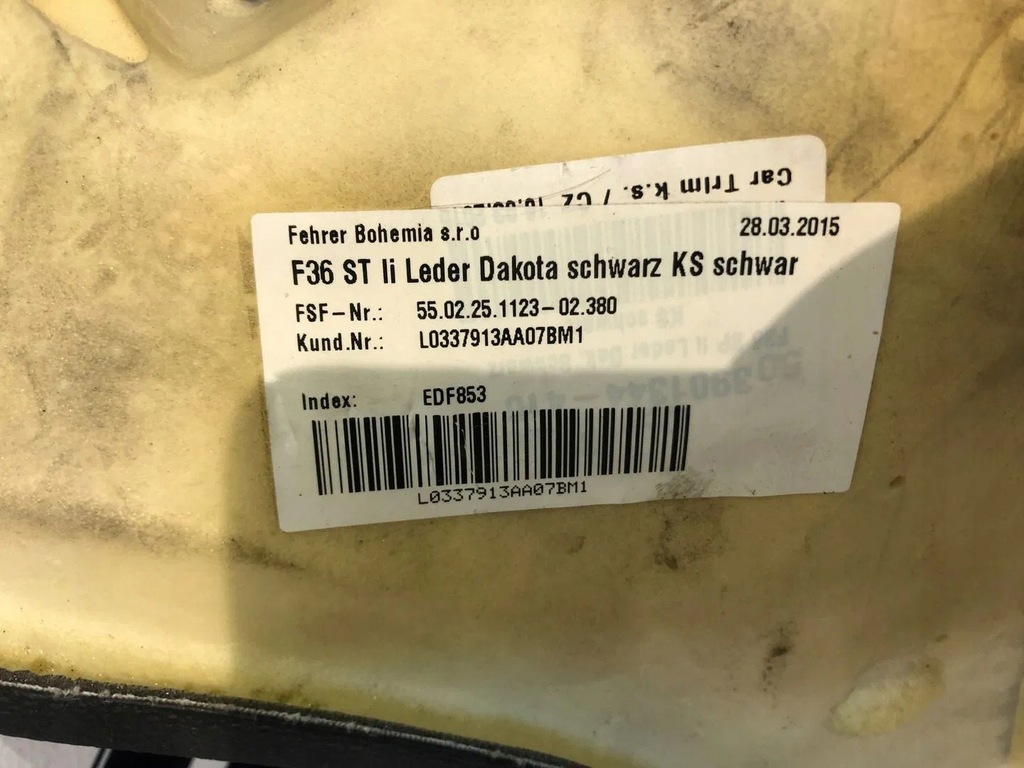 Car Trim k.s. / CZ
Fehrer Bohemia s.r.o 28.03.2015
F36 ST li Leder Dakota schwarz KS schwar
FSF-Nr.: 55.02.25.1123-02.380
Kund.Nr.: L0337913AA07BM1
Index: EDF853
L0337913AA07BM1